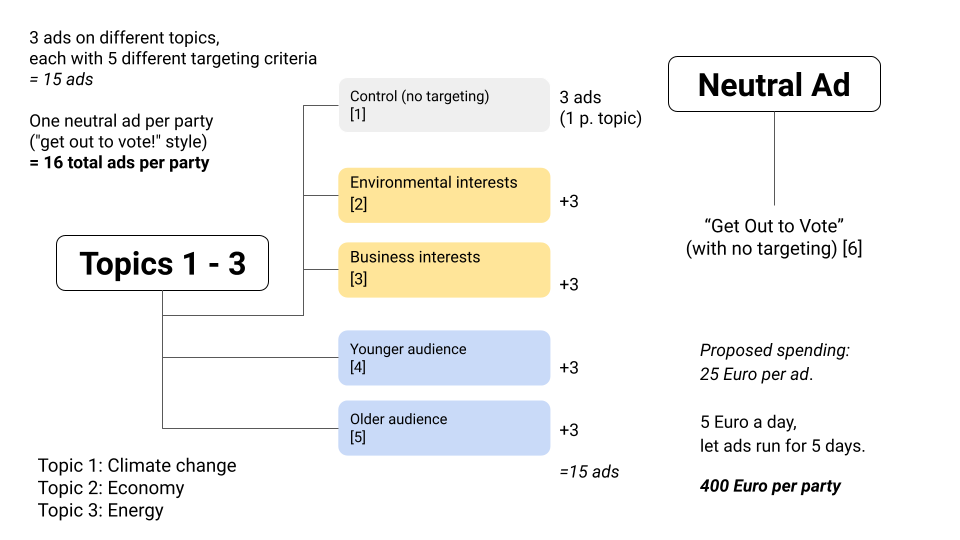 3 ads on different topics,
each with 5 different targeting criteria
= 15 ads
One neutral ad per party
("get out to vote!" style)
= 16 total ads per party
Topics 1 - 3
Control (no targeting)
[1]
3 ads
(1 p. topic)
Environmental interests
[2]
+3
Business interests
[3]
+3
Younger audience
[4]
+3
Older audience
[5]
+3
=15 ads
Topic 1: Climate change
Topic 2: Economy
Topic 3: Energy
Neutral Ad
“Get Out to Vote”
(with no targeting) [6]
Proposed spending:
25 Euro per ad.
5 Euro a day,
let ads run for 5 days.
400 Euro per party